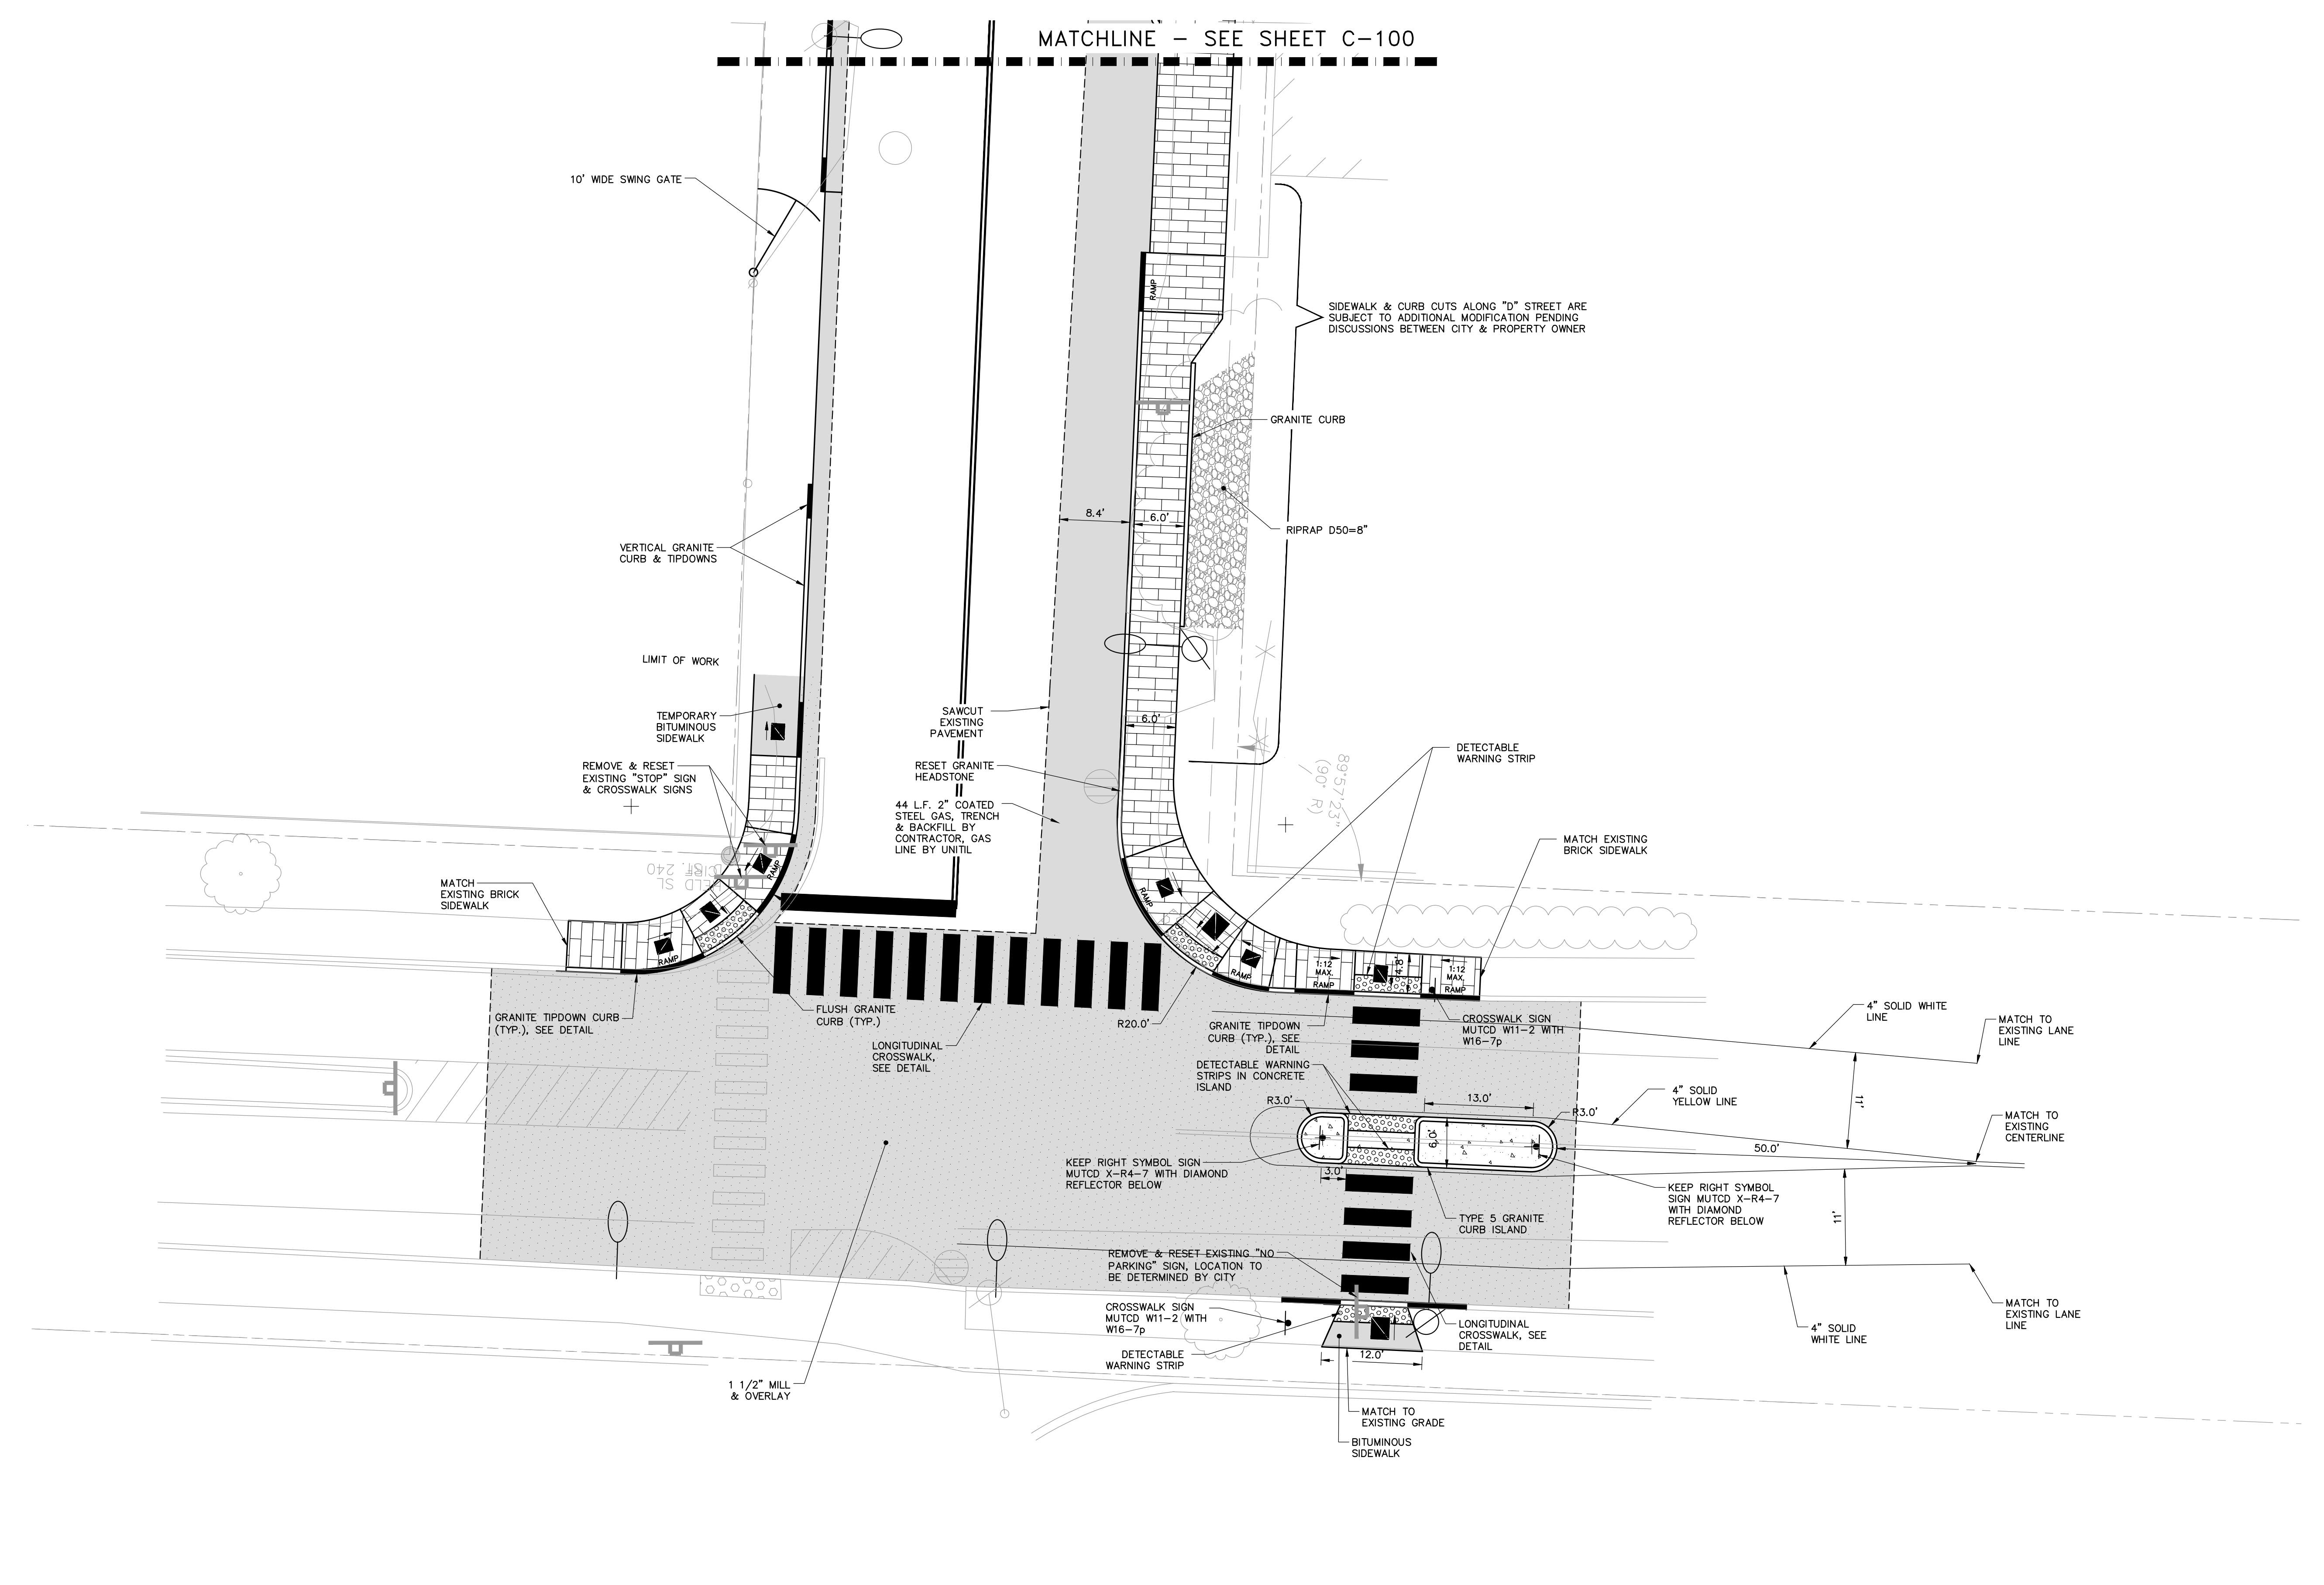 MATCHLINE - SEE SHEET C-100
10' WIDE SWING GATE
RAMP
SIDEWALK & CURB CUTS ALONG "D" STREET ARE
SUBJECT TO ADDITIONAL MODIFICATION PENDING
DISCUSSIONS BETWEEN CITY & PROPERTY OWNER
GRANITE CURB
8.4'
6.0'
RIPRAP D50=8"
VERTICAL GRANITE
CURB & TIPDOWNS
LIMIT OF WORK
TEMPORARY
BITUMINOUS
SIDEWALK
SAWCUT
EXISTING
PAVEMENT
6.0'
DETECTABLE
WARNING STRIP
REMOVE & RESET
EXISTING "STOP" SIGN
& CROSSWALK SIGNS
RESET GRANITE
HEADSTONE
89°57'23"
(90' R)
44 L.F. 2" COATED
STEEL GAS, TRENCH
& BACKFILL BY
CONTRACTOR, GAS
LINE BY UNITIL
MATCH EXISTING
BRICK SIDEWALK
RAMP
MATCH
EXISTING BRICK
SIDEWALK
RAMP
RAMP
RAMP
1:12
MAX.
RAMP
4.8'
1:12
MAX.
RAMP
GRANITE TIPDOWN CURB
(TYP.), SEE DETAIL
FLUSH GRANITE
CURB (TYP.)
R20.0'
GRANITE TIPDOWN
CURB (TYP.), SEE
DETAIL
CROSSWALK SIGN
MUTCD W11-2 WITH
W16-7p
4" SOLID WHITE
LINE
MATCH TO
EXISTING LANE
LINE
LONGITUDINAL
CROSSWALK,
SEE DETAIL
DETECTABLE WARNING
STRIPS IN CONCRETE
ISLAND
R3.0'
13.0'
R3.0'
4" SOLID
YELLOW LINE
11'
MATCH TO
EXISTING
CENTERLINE
6.0'
50.0'
KEEP RIGHT SYMBOL SIGN
MUTCD X-R4-7 WITH DIAMOND
REFLECTOR BELOW
3.0'
KEEP RIGHT SYMBOL
SIGN MUTCD X-R4-7
WITH DIAMOND
REFLECTOR BELOW
11'
TYPE 5 GRANITE
CURB ISLAND
REMOVE & RESET EXISTING "NO
PARKING" SIGN, LOCATION TO
BE DETERMINED BY CITY
CROSSWALK SIGN
MUTCD W11-2 WITH
W16-7p
DETECTABLE
WARNING STRIP
LONGITUDINAL
CROSSWALK, SEE
DETAIL
4" SOLID
WHITE LINE
MATCH TO
EXISTING LANE
LINE
12.0'
1 1/2" MILL
& OVERLAY
MATCH TO
EXISTING GRADE
BITUMINOUS
SIDEWALK